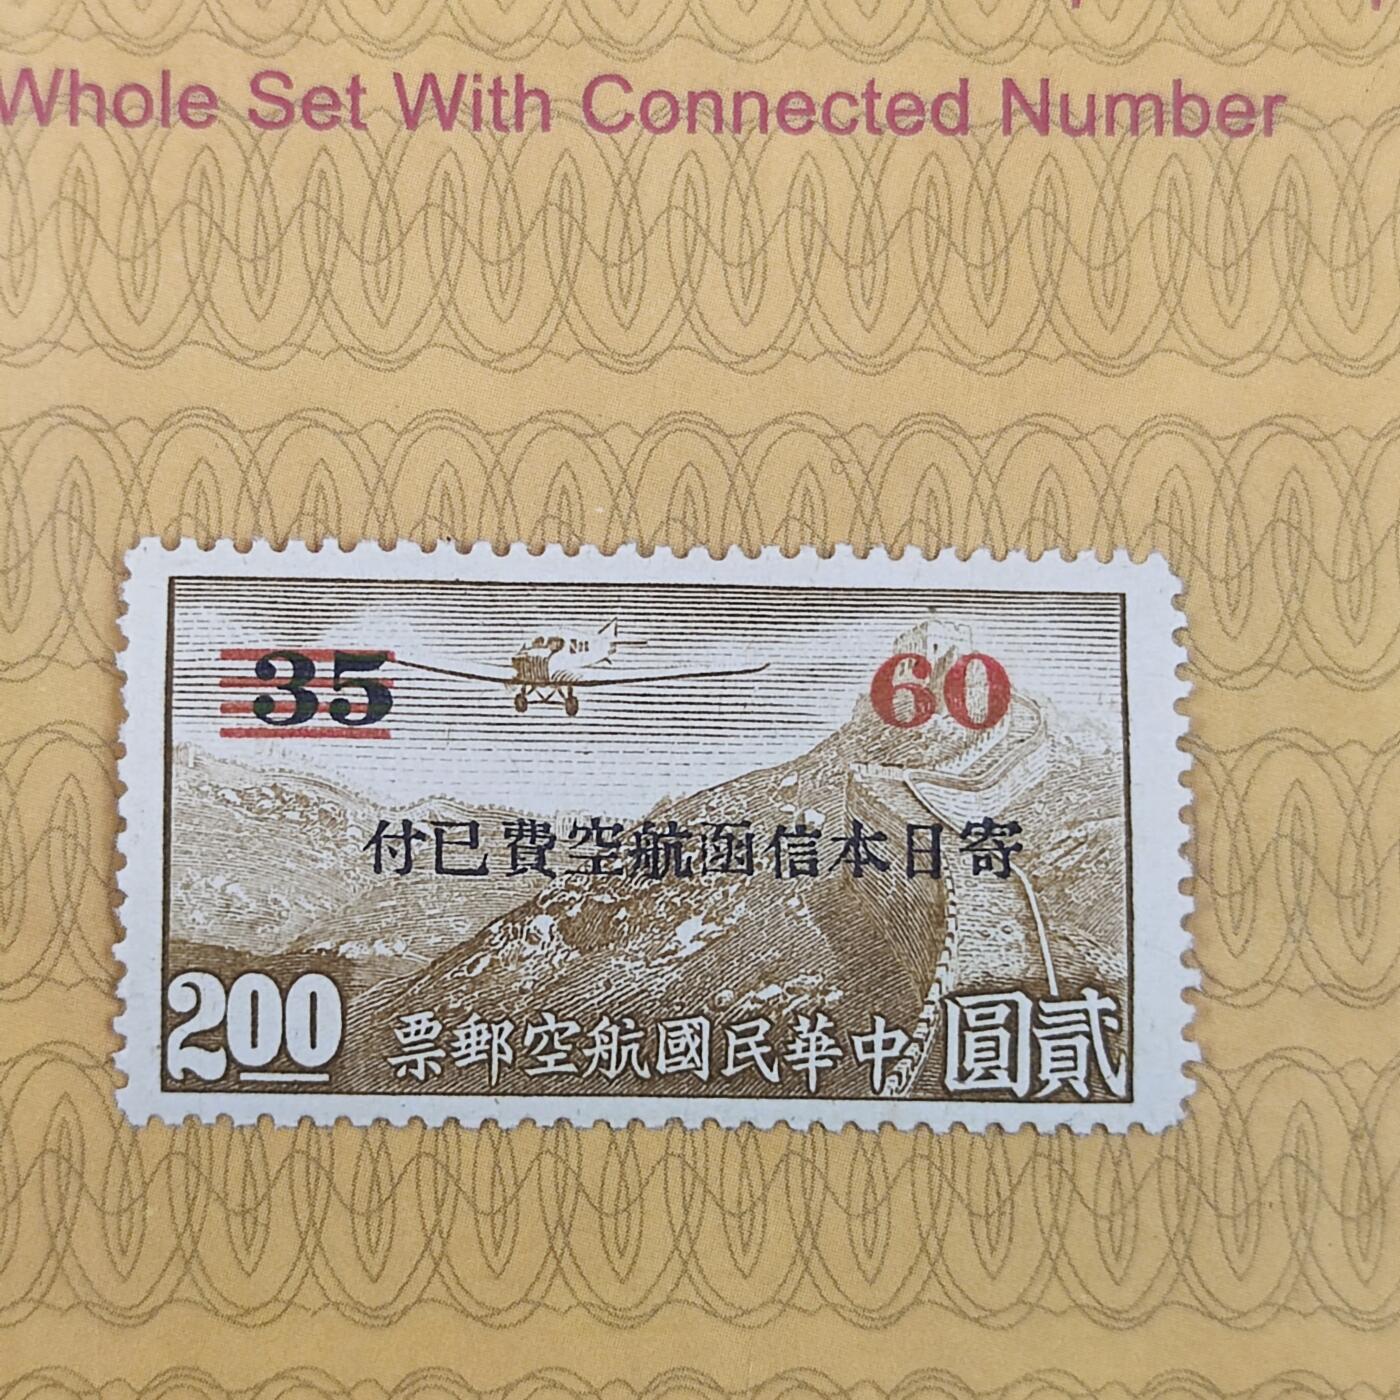 Whole Set With Connected Number
35 60
寄日本信函航空費已付
2.00 中華民國航空郵票 貳圓